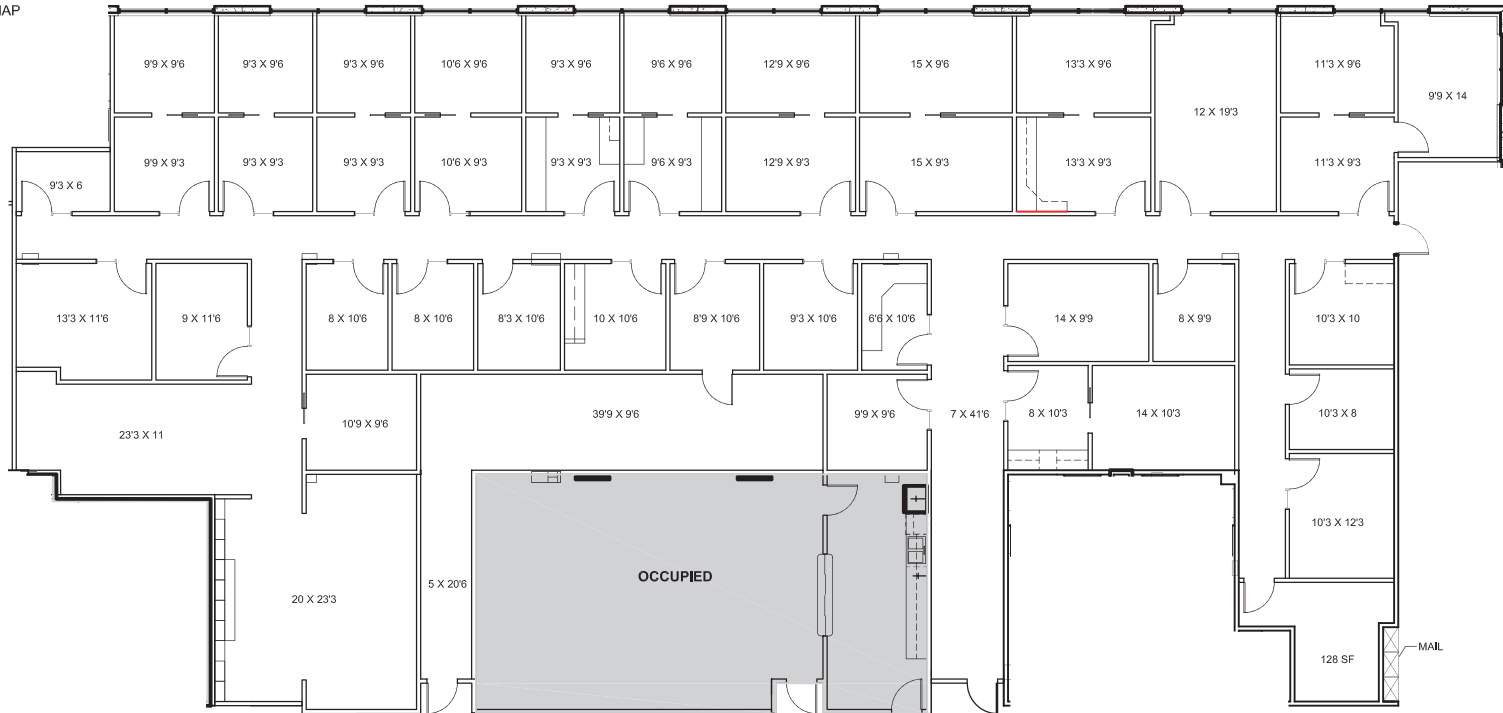 MAP
9'9 X 9'6
9'3 X 9'6
9'3 X 9'6
10'6 X 9'6
9'3 X 9'6
9'6 X 9'6
12'9 X 9'6
15 X 9'6
13'3 X 9'6
11'3 X 9'6
9'9 X 14
12 X 19'3
9'9 X 9'3
9'3 X 9'3
9'3 X 9'3
10'6 X 9'3
9'3 X 9'3
9'6 X 9'3
12'9 X 9'3
15 X 9'3
13'3 X 9'3
11'3 X 9'3
9'3 X 6
13'3 X 11'6
9 X 11'6
8 X 10'6
8 X 10'6
8'3 X 10'6
10 X 10'6
8'9 X 10'6
9'3 X 10'6
6'6 X 10'6
14 X 9'9
8 X 9'9
10'3 X 10
23'3 X 11
10'9 X 9'6
39'9 X 9'6
9'9 X 9'6
7 X 41'6
8 X 10'3
14 X 10'3
10'3 X 8
10'3 X 12'3
OCCUPIED
5 X 20'6
20 X 23'3
128 SF
MAIL